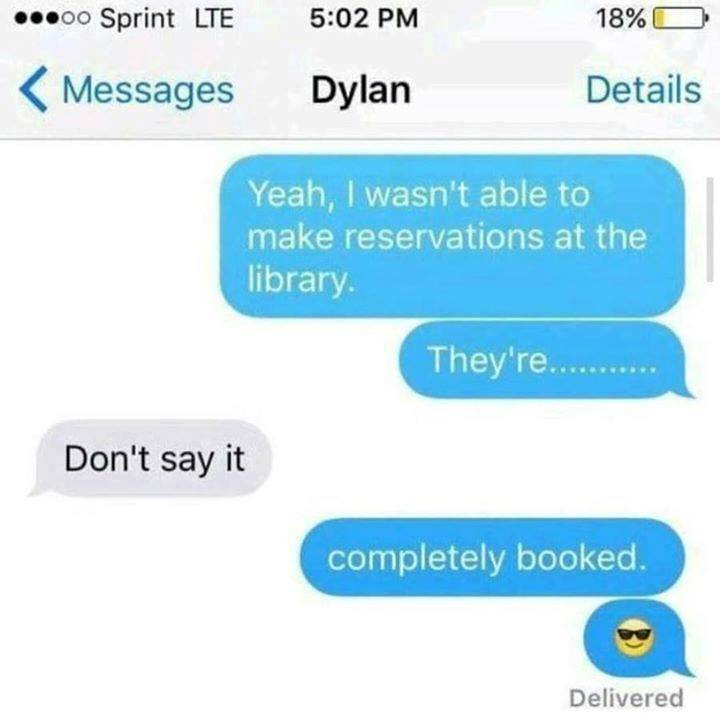 ●●●○○ Sprint LTE 5:02 PM 18%
Messages Dylan Details
Yeah, I wasn't able to
make reservations at the
library.
They're...........
Don't say it
completely booked.
😎
Delivered